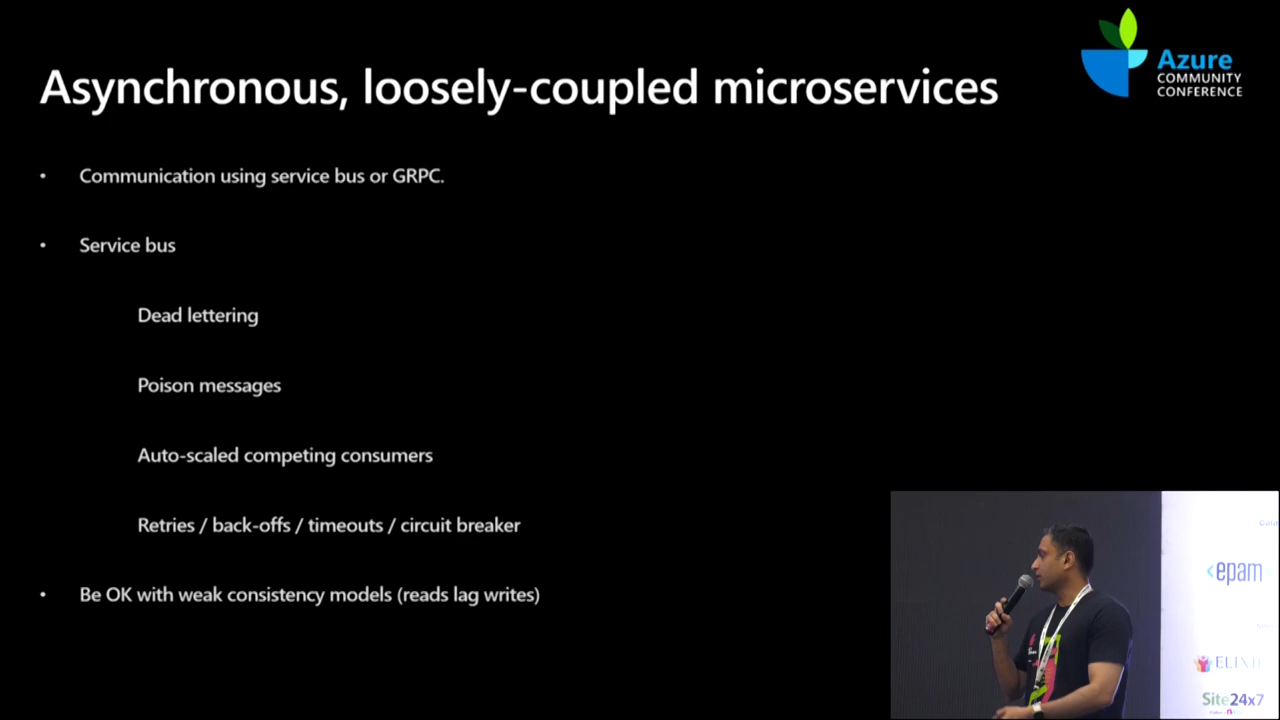 Asynchronous, loosely-coupled microservices
Azure
COMMUNITY
CONFERENCE
• Communication using service bus or GRPC.
• Service bus
Dead lettering
Poison messages
Auto-scaled competing consumers
Retries / back-offs / timeouts / circuit breaker
• Be OK with weak consistency models (reads lag writes)
<epam
Site24x7